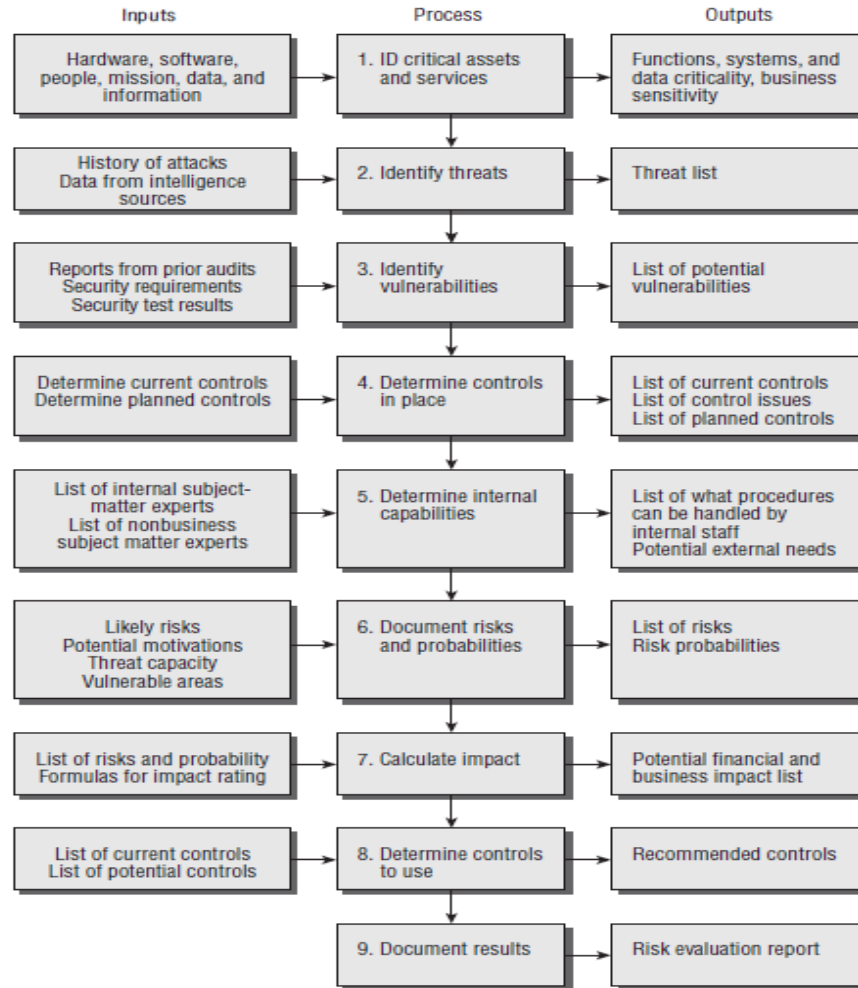 Inputs
Process
Outputs
Hardware, software,
people, mission, data, and
information
1. ID critical assets
and services
Functions, systems, and
data criticality, business
sensitivity
History of attacks
Data from intelligence
sources
2. Identify threats
Threat list
Reports from prior audits
Security requirements
Security test results
3. Identify
vulnerabilities
List of potential
vulnerabilities
Determine current controls
Determine planned controls
4. Determine controls
in place
List of current controls
List of control issues
List of planned controls
List of internal subject-
matter experts
List of nonbusiness
subject matter experts
5. Determine internal
capabilities
List of what procedures
can be handled by
internal staff
Potential external needs
Likely risks
Potential motivations
Threat capacity
Vulnerable areas
6. Document risks
and probabilities
List of risks
Risk probabilities
List of risks and probability
Formulas for impact rating
7. Calculate impact
Potential financial and
business impact list
List of current controls
List of potential controls
8. Determine controls
to use
Recommended controls
9. Document results
Risk evaluation report